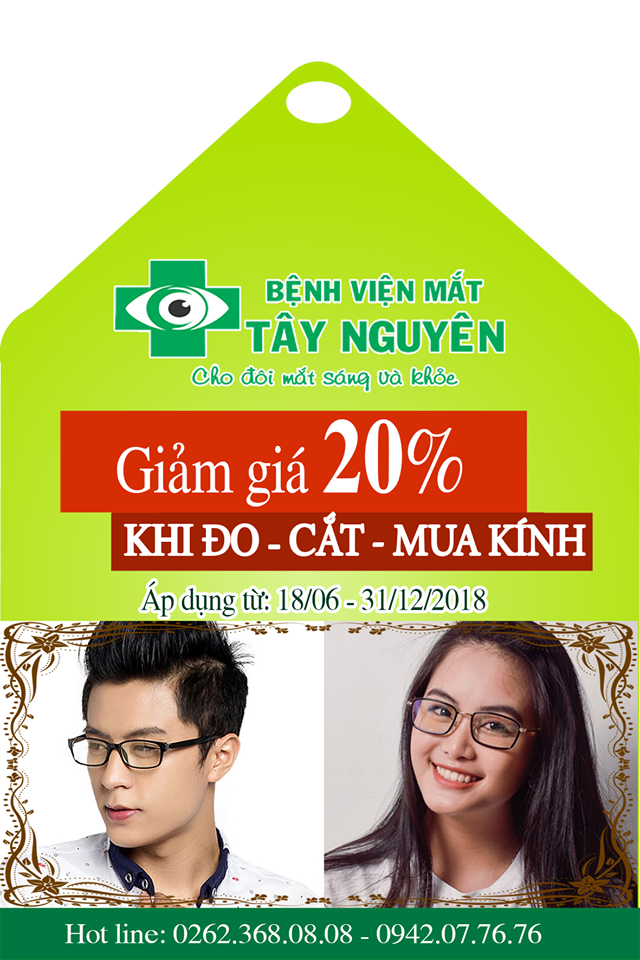 BỆNH VIỆN MẮT
TÂY NGUYÊN
Cho đôi mắt sáng và khỏe
Giảm giá 20%
KHI ĐO - CẮT - MUA KÍNH
Áp dụng từ: 18/06 - 31/12/2018
Hot line: 0262.368.08.08 - 0942.07.76.76